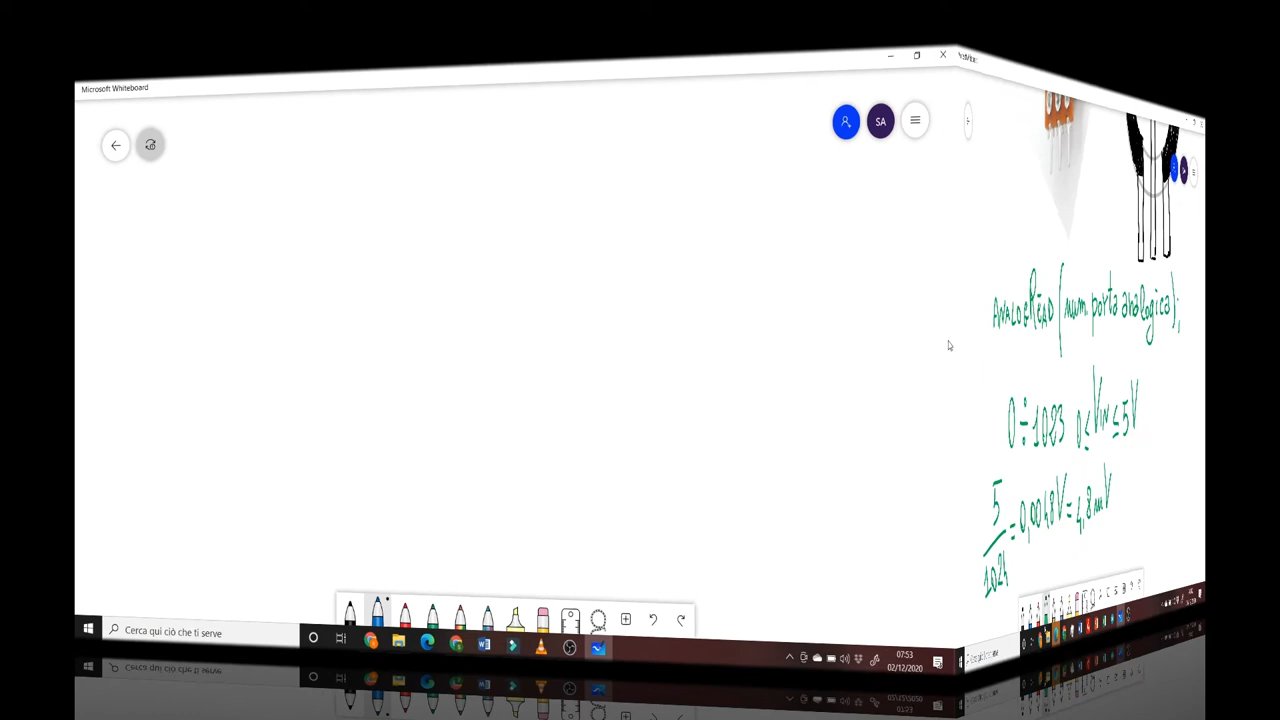 Microsoft Whiteboard
SA
ANALOGREAD (num. porta analogica);
0÷1023 0≤VIN≤5V
5/1024 = 0,0048V = 4,8mV
Cerca qui ciò che ti serve
07:53
02/12/2020